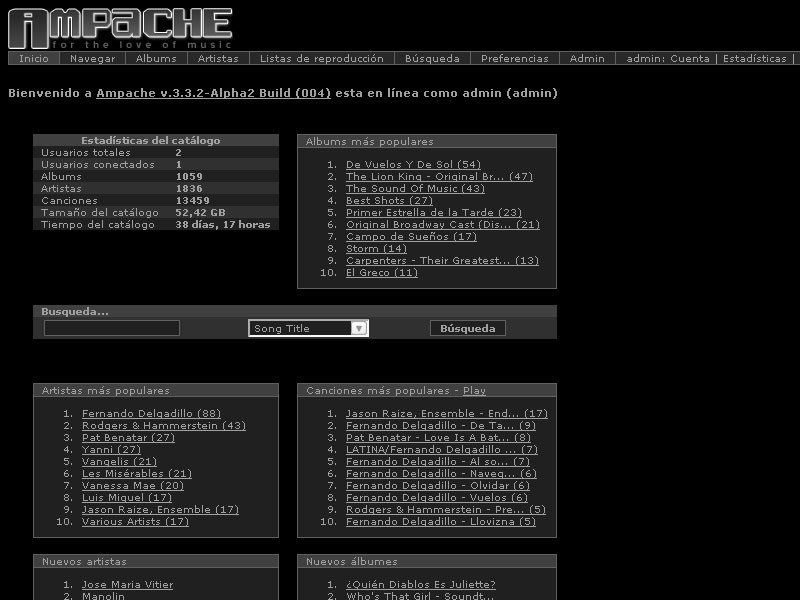 AMPACHE
for the love of music
Inicio Navegar Albums Artistas Listas de reproducción Búsqueda Preferencias Admin admin: Cuenta | Estadísticas |
Bienvenido a Ampache v.3.3.2-Alpha2 Build (004) esta en línea como admin (admin)
Estadísticas del catálogo
Usuarios totales 2
Usuarios conectados 1
Albums 1059
Artistas 1836
Canciones 13459
Tamaño del catálogo 52,42 GB
Tiempo del catálogo 38 días, 17 horas
Albums más populares
1. De Vuelos Y De Sol (54)
2. The Lion King - Original Br... (47)
3. The Sound Of Music (43)
4. Best Shots (27)
5. Primer Estrella de la Tarde (23)
6. Original Broadway Cast (Dis... (21)
7. Campo de Sueños (17)
8. Storm (14)
9. Carpenters - Their Greatest... (13)
10. El Greco (11)
Busqueda...
Song Title Búsqueda
Artistas más populares
1. Fernando Delgadillo (88)
2. Rodgers & Hammerstein (43)
3. Pat Benatar (27)
4. Yanni (27)
5. Vangelis (21)
6. Les Misérables (21)
7. Vanessa Mae (20)
8. Luis Miguel (17)
9. Jason Raize, Ensemble (17)
10. Various Artists (17)
Canciones más populares - Play
1. Jason Raize, Ensemble - End... (17)
2. Fernando Delgadillo - De Ta... (9)
3. Pat Benatar - Love Is A Bat... (8)
4. LATINA/Fernando Delgadillo ... (7)
5. Fernando Delgadillo - Al so... (7)
6. Fernando Delgadillo - Naveg... (6)
7. Fernando Delgadillo - Olvidar (6)
8. Fernando Delgadillo - Vuelos (6)
9. Rodgers & Hammerstein - Pre... (5)
10. Fernando Delgadillo - Llovizna (5)
Nuevos artistas
1. Jose Maria Vitier
2. Manolin
Nuevos álbumes
1. ¿Quién Diablos Es Juliette?
2. Who's That Girl - Soundt...